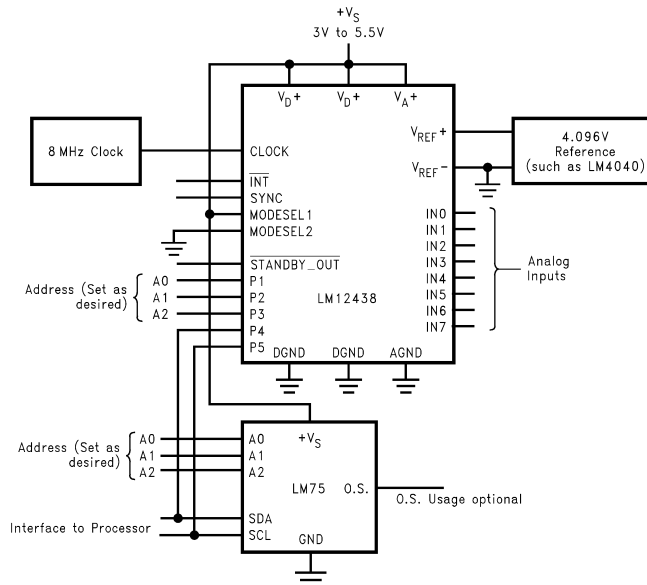 +VS
3V to 5.5V
VD+ VD+ VA+
8 MHz Clock
CLOCK
INT
SYNC
MODESEL1
MODESEL2
STANDBY_OUT
P1
P2
P3
P4
P5
LM12438
DGND DGND AGND
VREF+
VREF-
IN0
IN1
IN2
IN3
IN4
IN5
IN6
IN7
4.096V
Reference
(such as LM4040)
Analog
Inputs
Address (Set as
desired)
A0
A1
A2
Address (Set as
desired)
A0
A1
A2
A0
A1
A2
+VS
LM75
O.S.
O.S. Usage optional
Interface to Processor
SDA
SCL
GND